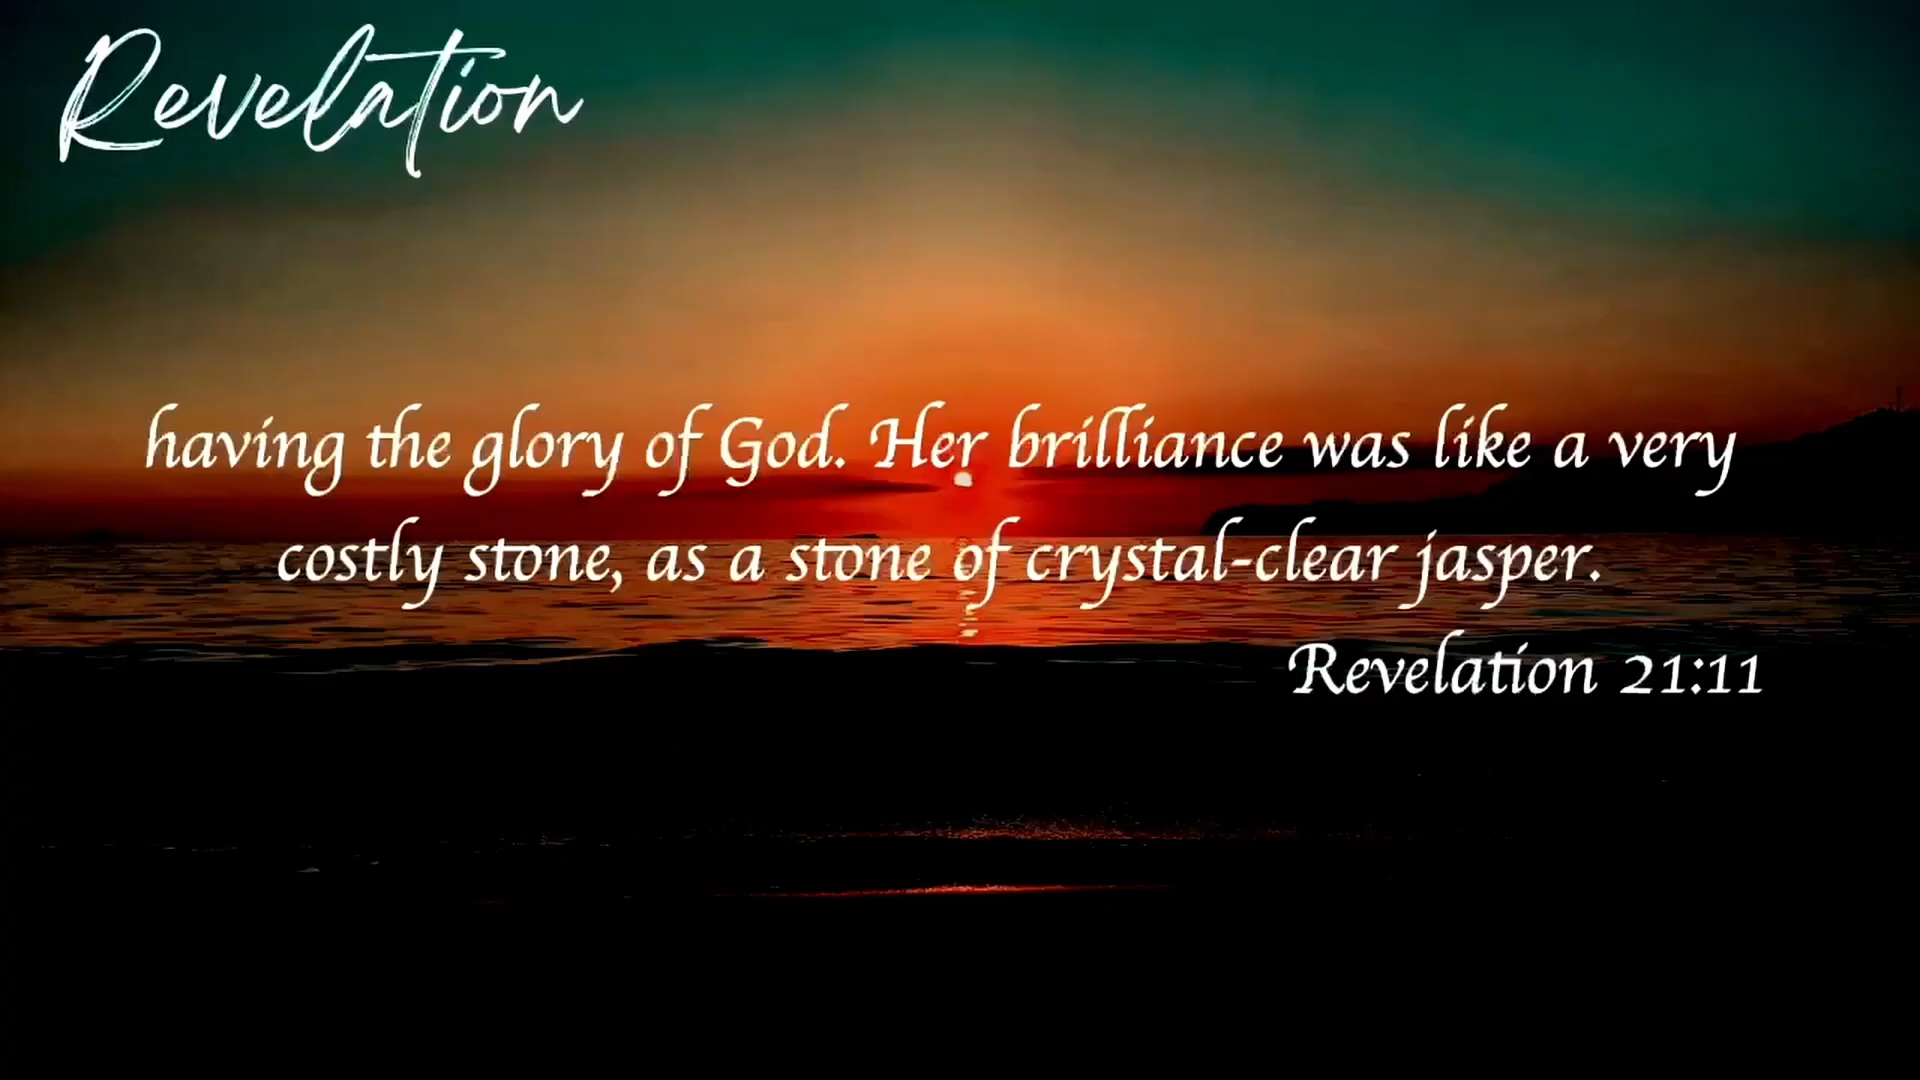 Revelation
having the glory of God. Her brilliance was like a very
costly stone, as a stone of crystal-clear jasper.
Revelation 21:11